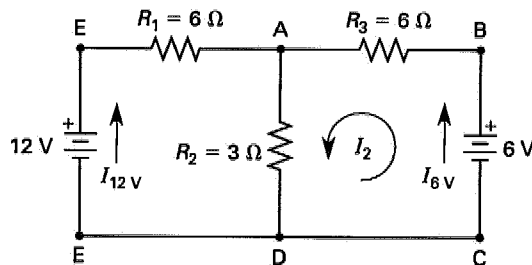 R₁ = 6 Ω
R₃ = 6 Ω
E
A
B
+
12 V
I₁₂ V
R₂ = 3 Ω
I₂
I₆ V
+
6 V
E
D
C